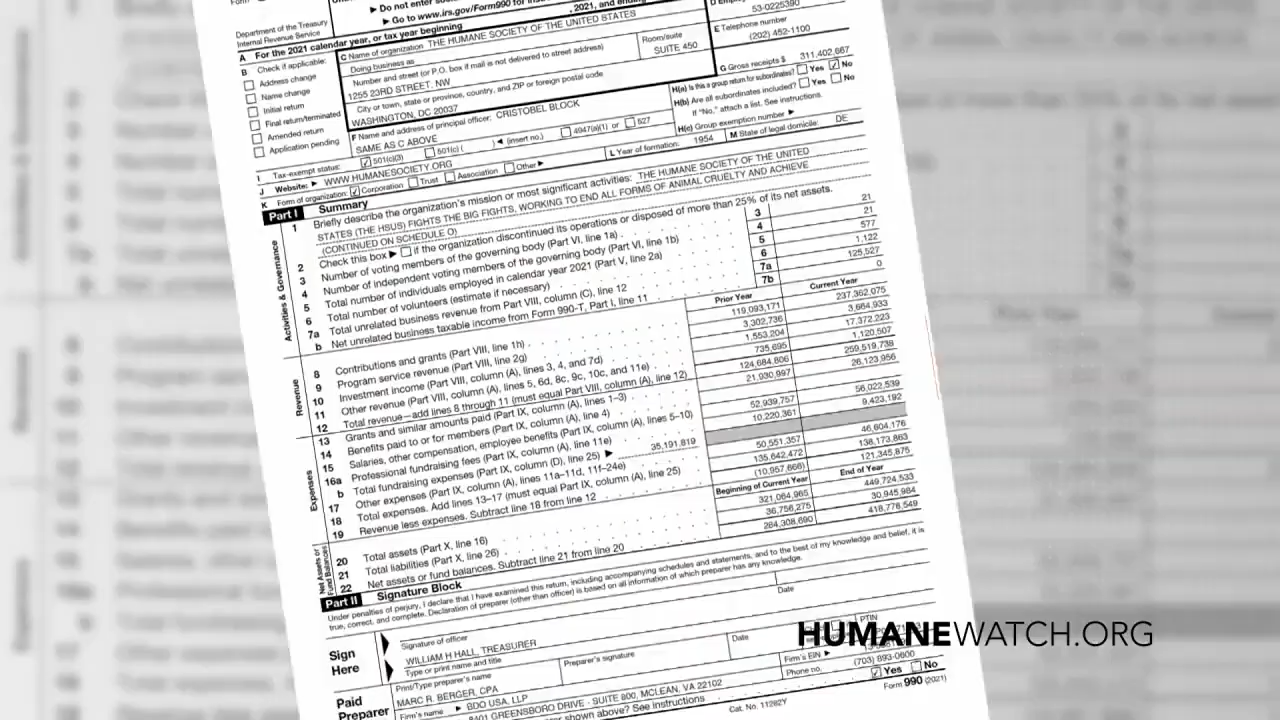 Form
Do not enter soc
Go to www.irs.gov/Form990 for ins
Department of the Treasury
Internal Revenue Service
A For the 2021 calendar year, or tax year beginning , 2021, and ending
B Check if applicable:
Address change
Name change
Initial return
Final return/terminated
Amended return
Application pending
C Name of organization THE HUMANE SOCIETY OF THE UNITED STATES
Doing business as
Number and street (or P.O. box if mail is not delivered to street address)
Room/suite
1255 23RD STREET, NW
SUITE 450
City or town, state or province, country, and ZIP or foreign postal code
WASHINGTON, DC 20037
53-0225390
E Telephone number
(202) 452-1100
G Gross receipts $ 311,402,667
F Name and address of principal officer: CRISTOBEL BLOCK
SAME AS C ABOVE
H(a) Is this a group return for subordinates? Yes No
H(b) Are all subordinates included? Yes No
If "No," attach a list. See instructions.
H(c) Group exemption number
I Tax-exempt status: 501(c)(3) 501(c) ( ) (insert no.) 4947(a)(1) or 527
J Website: WWW.HUMANESOCIETY.ORG
K Form of organization: Corporation Trust Association Other
L Year of formation: 1954
M State of legal domicile: DE
Part I Summary
1 Briefly describe the organization's mission or most significant activities: THE HUMANE SOCIETY OF THE UNITED
STATES (THE HSUS) FIGHTS THE BIG FIGHTS, WORKING TO END ALL FORMS OF ANIMAL CRUELTY AND ACHIEVE
(CONTINUED ON SCHEDULE O)
2 Check this box if the organization discontinued its operations or disposed of more than 25% of its net assets.
3 Number of voting members of the governing body (Part VI, line 1a) 3 21
4 Number of independent voting members of the governing body (Part VI, line 1b) 4 21
5 Total number of individuals employed in calendar year 2021 (Part V, line 2a) 5 577
6 Total number of volunteers (estimate if necessary) 6 1,122
7a Total unrelated business revenue from Part VIII, column (C), line 12 7a 125,527
b Net unrelated business taxable income from Form 990-T, Part I, line 11 7b 0
Activities & Governance
Prior Year Current Year
8 Contributions and grants (Part VIII, line 1h) 119,093,171 237,362,075
9 Program service revenue (Part VIII, line 2g) 3,302,736 3,664,933
10 Investment income (Part VIII, column (A), lines 3, 4, and 7d) 1,553,204 17,372,223
11 Other revenue (Part VIII, column (A), lines 5, 6d, 8c, 9c, 10c, and 11e) 735,695 1,120,507
12 Total revenue—add lines 8 through 11 (must equal Part VIII, column (A), line 12) 124,684,806 259,519,738
Revenue
13 Grants and similar amounts paid (Part IX, column (A), lines 1–3) 21,930,997 26,123,956
14 Benefits paid to or for members (Part IX, column (A), line 4)
15 Salaries, other compensation, employee benefits (Part IX, column (A), lines 5–10) 52,939,757 56,022,539
16a Professional fundraising fees (Part IX, column (A), line 11e) 10,220,361 9,423,192
b Total fundraising expenses (Part IX, column (D), line 25) 35,191,819
17 Other expenses (Part IX, column (A), lines 11a–11d, 11f–24e) 50,551,357 46,604,176
18 Total expenses. Add lines 13–17 (must equal Part IX, column (A), line 25) 135,642,472 138,173,863
19 Revenue less expenses. Subtract line 18 from line 12 (10,957,666) 121,345,875
Expenses
Beginning of Current Year End of Year
20 Total assets (Part X, line 16) 321,064,965 449,724,533
21 Total liabilities (Part X, line 26) 36,756,275 30,945,984
22 Net assets or fund balances. Subtract line 21 from line 20 284,308,690 418,778,549
Net Assets or
Fund Balances
Part II Signature Block
Under penalties of perjury, I declare that I have examined this return, including accompanying schedules and statements, and to the best of my knowledge and belief, it is
true, correct, and complete. Declaration of preparer (other than officer) is based on all information of which preparer has any knowledge.
Sign
Here
Signature of officer
Date
WILLIAM H HALL, TREASURER
Type or print name and title
Paid
Preparer
Print/Type preparer's name
Preparer's signature
Date
PTIN
MARC R. BERGER, CPA
Firm's name BDO USA, LLP
Firm's EIN
8401 GREENSBORO DRIVE - SUITE 800, MCLEAN, VA 22102
Phone no. (703) 893-0600
er shown above? See instructions
Yes No
Cat. No. 11282Y
Form 990 (2021)
HUMANEWATCH.ORG